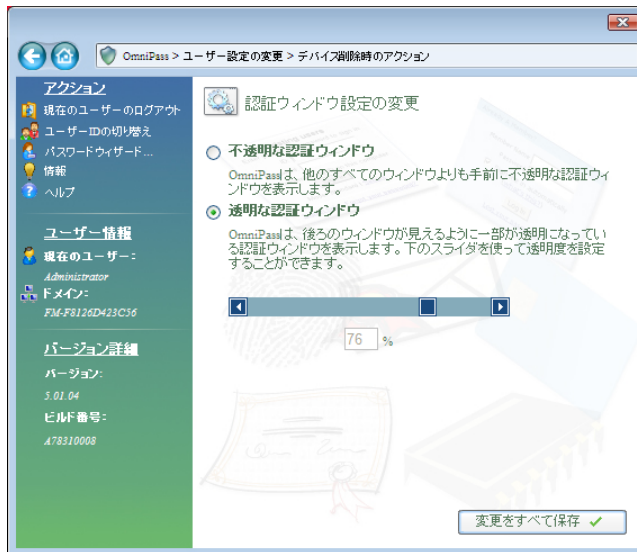 OmniPass > ユーザー設定の変更 > デバイス削除時のアクション
アクション
現在のユーザーのログアウト
ユーザーIDの切り替え
パスワードウィザード...
情報
ヘルプ
ユーザー情報
現在のユーザー:
Administrator
ドメイン:
FM-F8126D423C56
バージョン詳細
バージョン:
5.01.04
ビルド番号:
A78310008
認証ウィンドウ設定の変更
不透明な認証ウィンドウ
OmniPassは、他のすべてのウィンドウよりも手前に不透明な認証ウィ
ンドウを表示します。
透明な認証ウィンドウ
OmniPassは、後ろのウィンドウが見えるように一部が透明になってい
る認証ウィンドウを表示します。下のスライダを使って透明度を設定
することができます。
76 %
変更をすべて保存